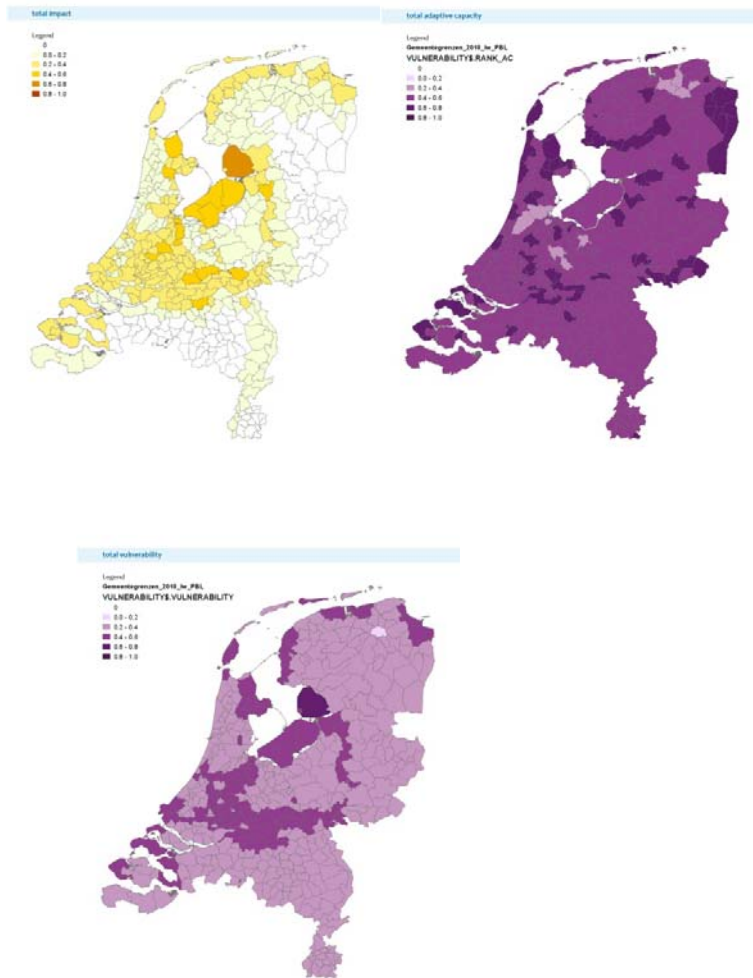 total impact
Legend
0
0.0 - 0.2
0.2 - 0.4
0.4 - 0.6
0.6 - 0.8
0.8 - 1.0
total adaptive capacity
Legend
Gemeentegrenzen_2010_lw_PBL
VULNERABILITY$.RANK_AC
0
0.0 - 0.2
0.2 - 0.4
0.4 - 0.6
0.6 - 0.8
0.8 - 1.0
total vulnerability
Legend
Gemeentegrenzen_2010_lw_PBL
VULNERABILITY$.VULNERABILITY
0
0.0 - 0.2
0.2 - 0.4
0.4 - 0.6
0.6 - 0.8
0.8 - 1.0